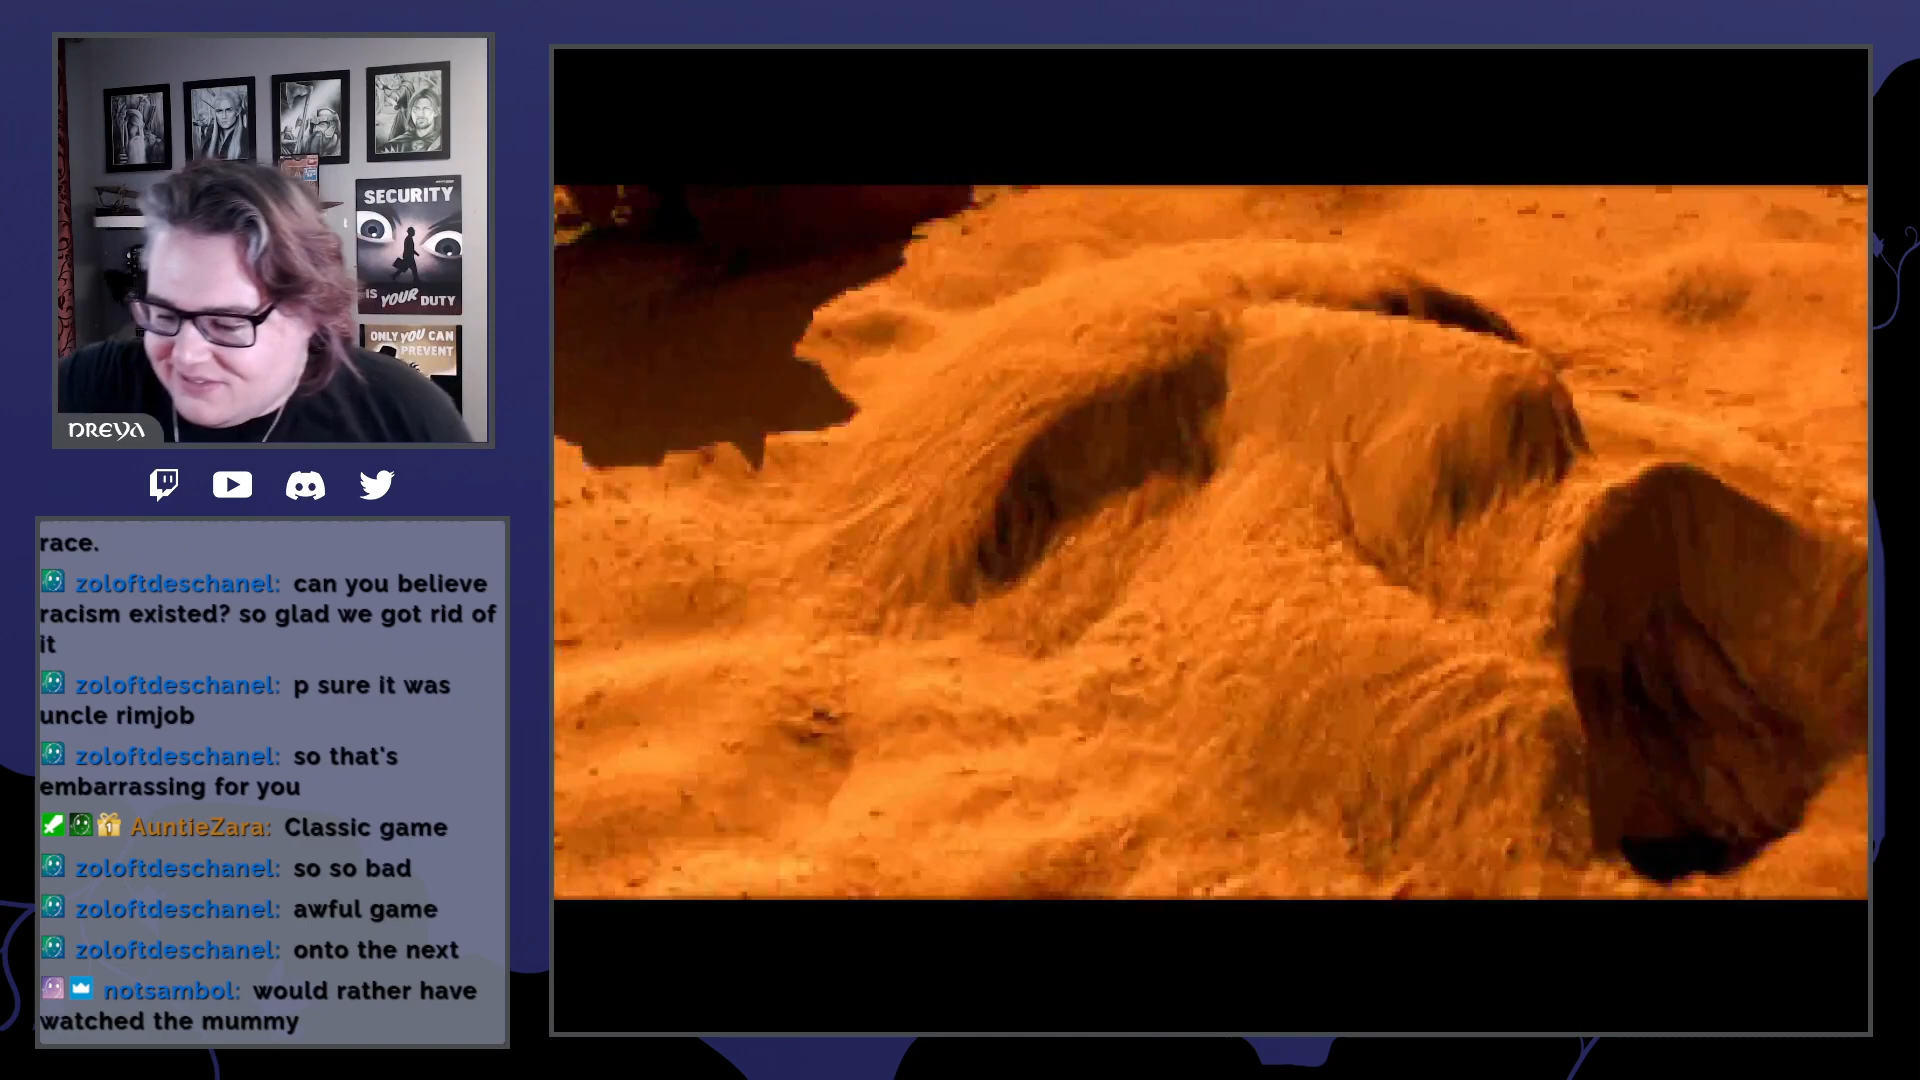 SECURITY
IS YOUR DUTY
ONLY YOU CAN
PREVENT
DREYA
race.
zoloftdeschanel: can you believe
racism existed? so glad we got rid of
it
zoloftdeschanel: p sure it was
uncle rimjob
zoloftdeschanel: so that's
embarrassing for you
1 AuntieZara: Classic game
zoloftdeschanel: so so bad
zoloftdeschanel: awful game
zoloftdeschanel: onto the next
notsambol: would rather have
watched the mummy